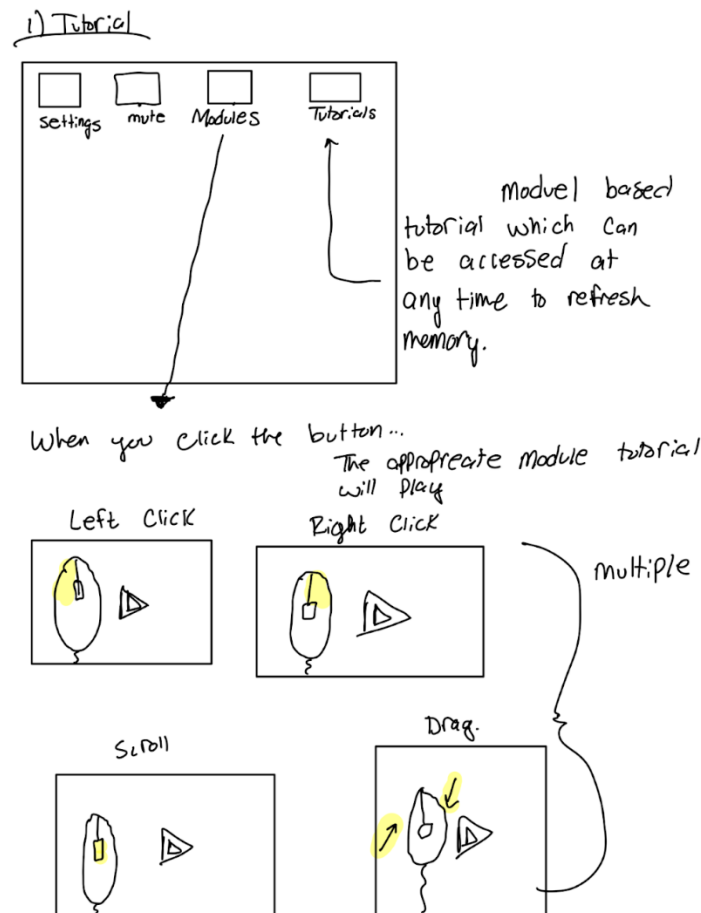 1) Tutorial
settings mute Modules Tutorials
Moduel based
tutorial which can
be accessed at
any time to refresh
memory.
When you click the button...
The appropreate module tutorial
will play
Left Click Right Click
multiple
Scroll Drag.